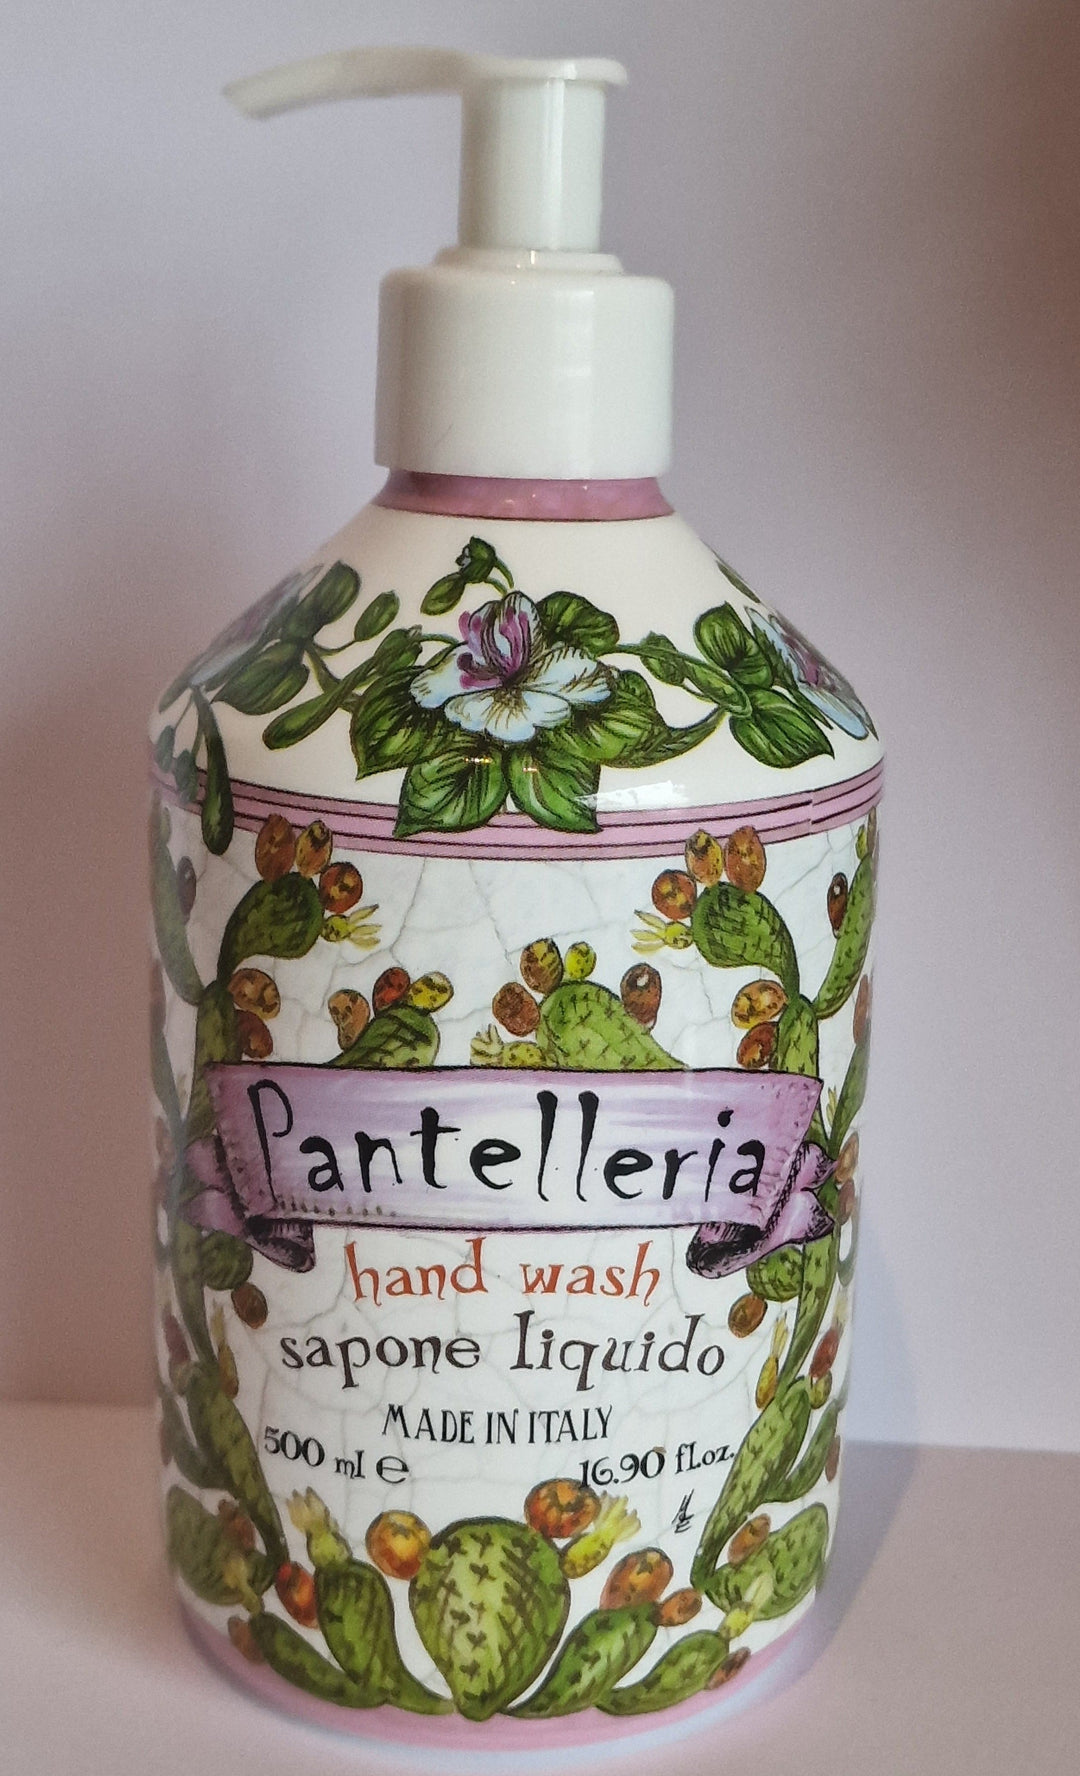 Pantelleria
hand wash
sapone liquido
MADE IN ITALY
500 ml ℮
16.90 fl.oz.